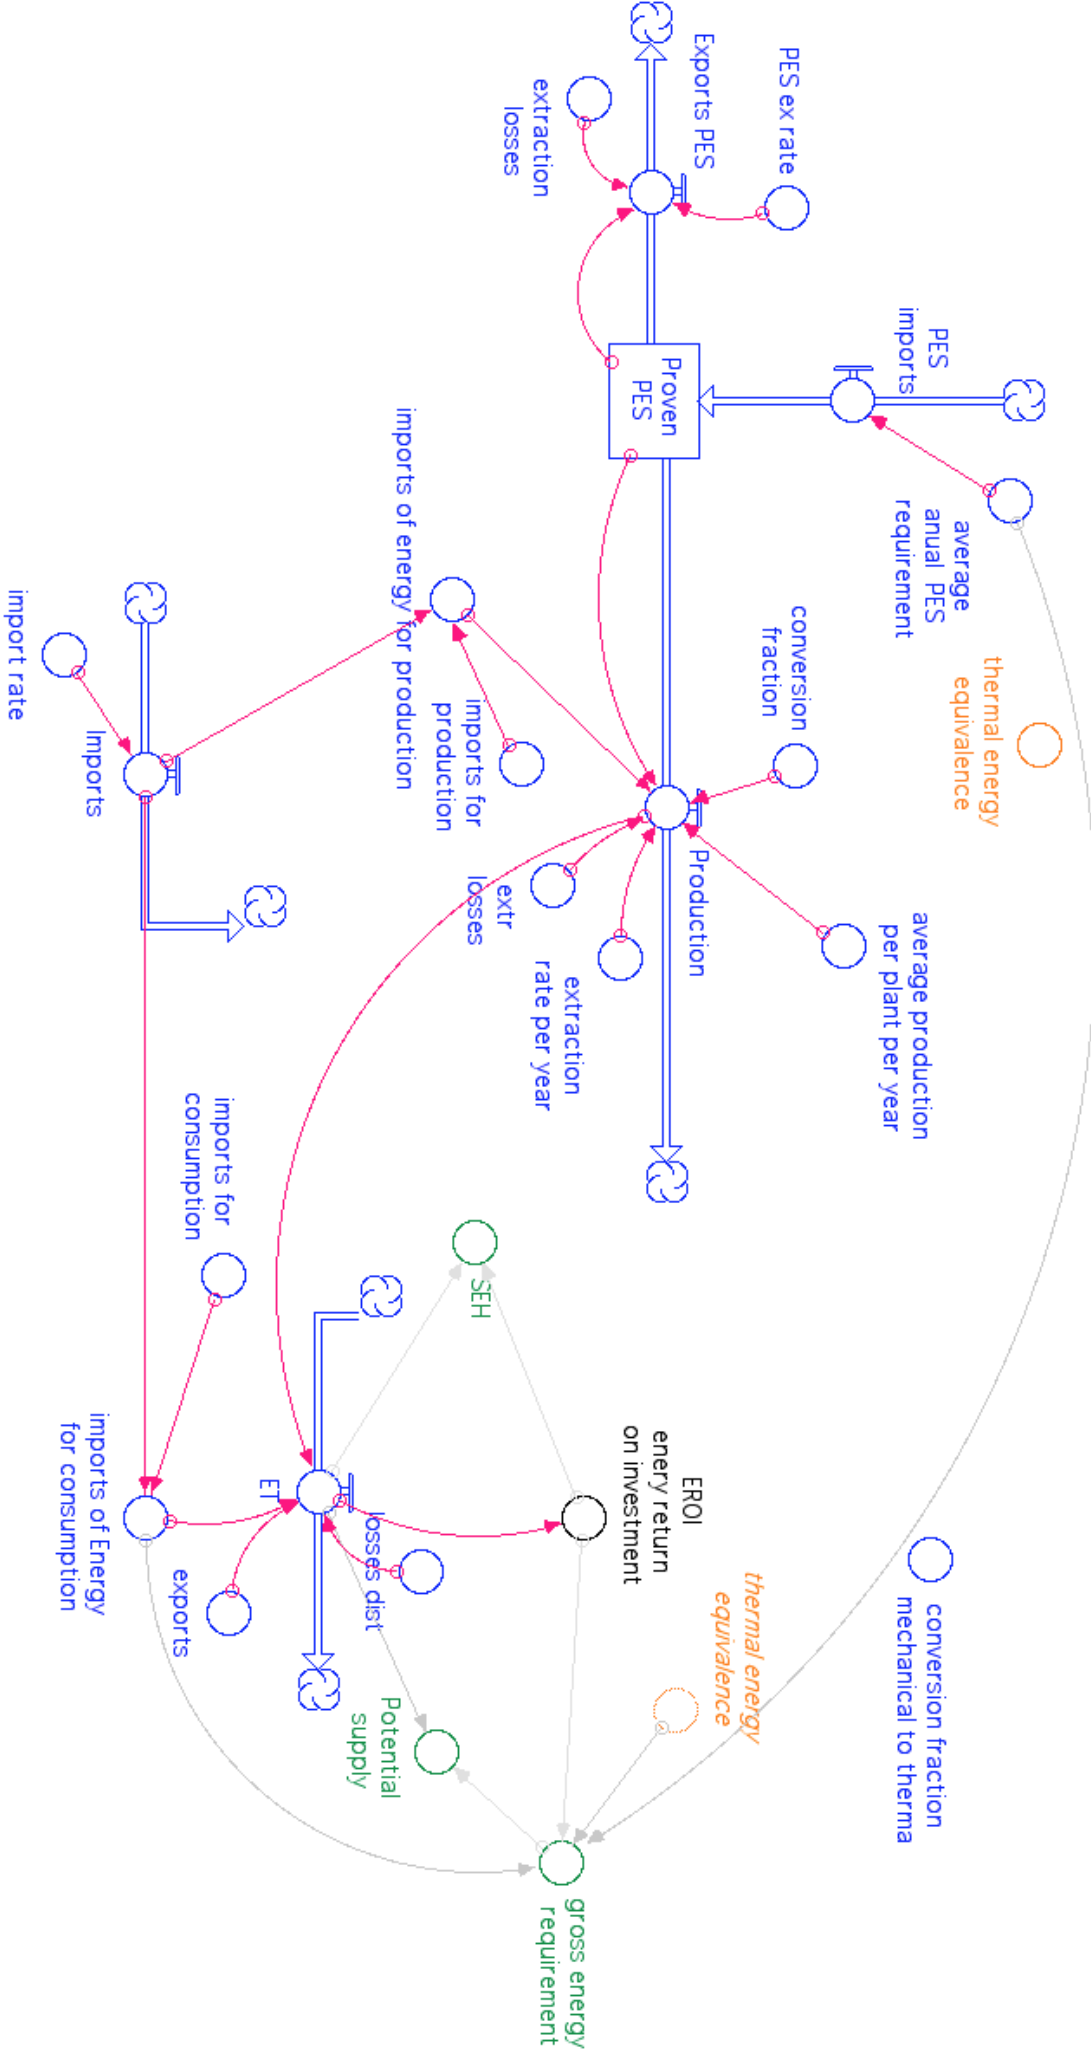 PES ex rate
Exports PES
extraction
losses
PES
imports
Proven
PES
average
anual PES
requirement
thermal energy
equivalence
conversion
fraction
imports of energy for production
imports for
production
import rate
Imports
Production
extr
losses
extraction
rate per year
average production
per plant per year
imports for
consumption
SEH
EROI
enery return
on investment
ET
losses dist
imports of Energy
for consumption
exports
thermal energy
equivalence
conversion fraction
mechanical to therma
Potential
supply
gross energy
requirement